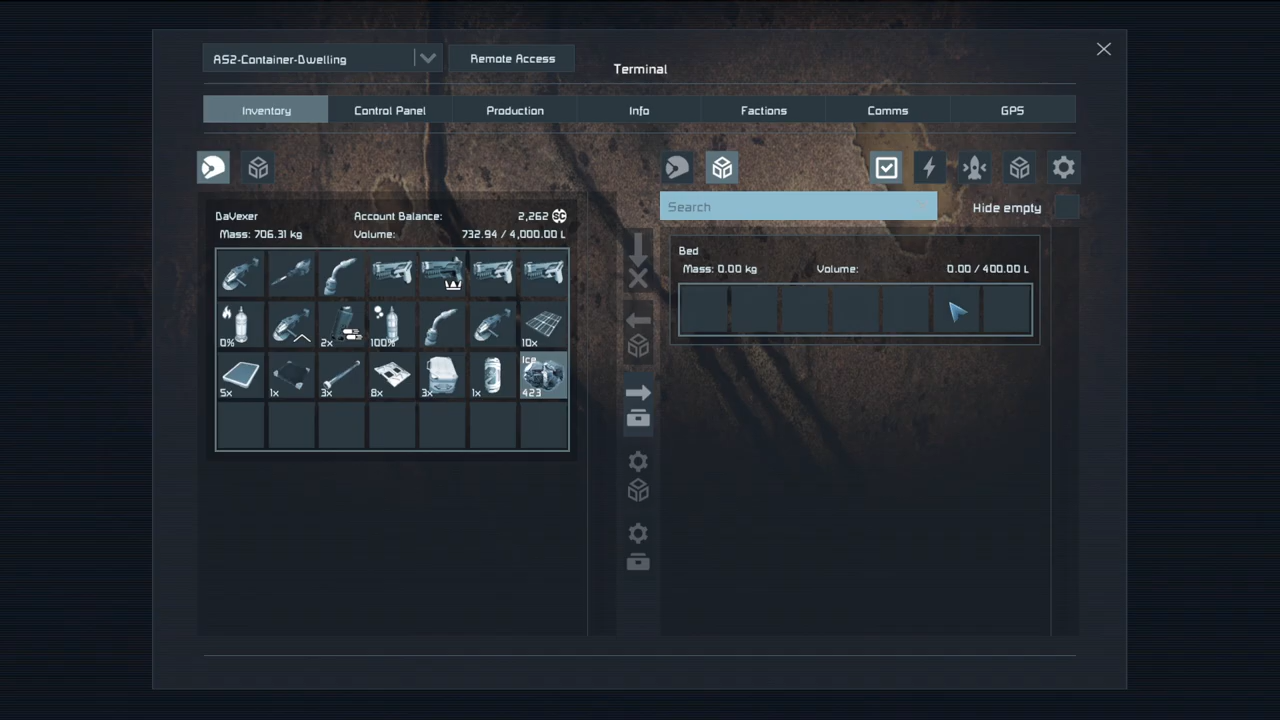 AS2-Container-Dwelling
Remote Access
Terminal
Inventory
Control Panel
Production
Info
Factions
Comms
GPS
Search
Hide empty
DaVexer
Account Balance:
2,262 SC
Mass: 706.31 kg
Volume:
732.94 / 4,000.00 L
0%
2x
100%
10x
5x
1x
3x
8x
3x
1x
Ice
423
Bed
Mass: 0.00 kg
Volume:
0.00 / 400.00 L